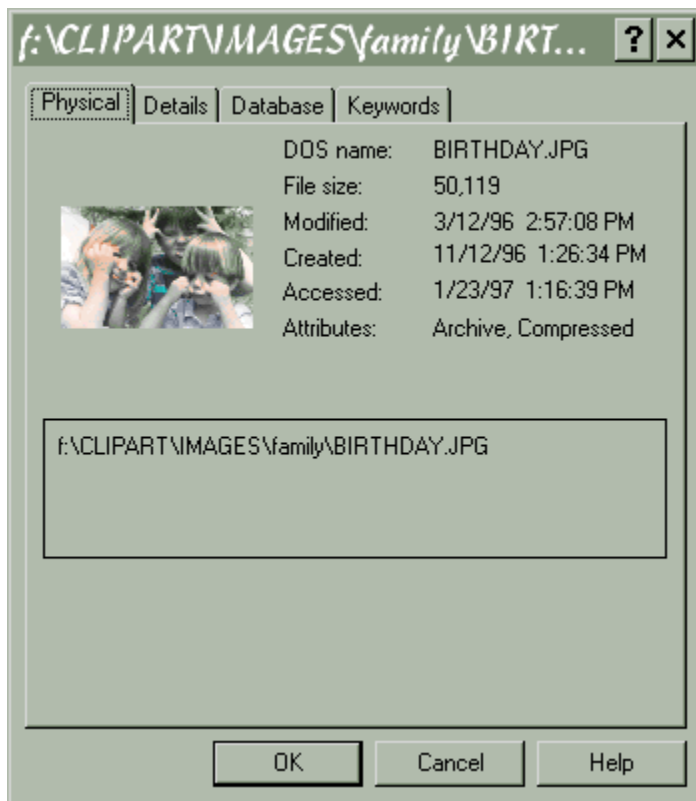 f:\CLIPART\IMAGES\family\BIRT...
Physical Details Database Keywords
DOS name: BIRTHDAY.JPG
File size: 50,119
Modified: 3/12/96 2:57:08 PM
Created: 11/12/96 1:26:34 PM
Accessed: 1/23/97 1:16:39 PM
Attributes: Archive, Compressed
f:\CLIPART\IMAGES\family\BIRTHDAY.JPG
OK Cancel Help